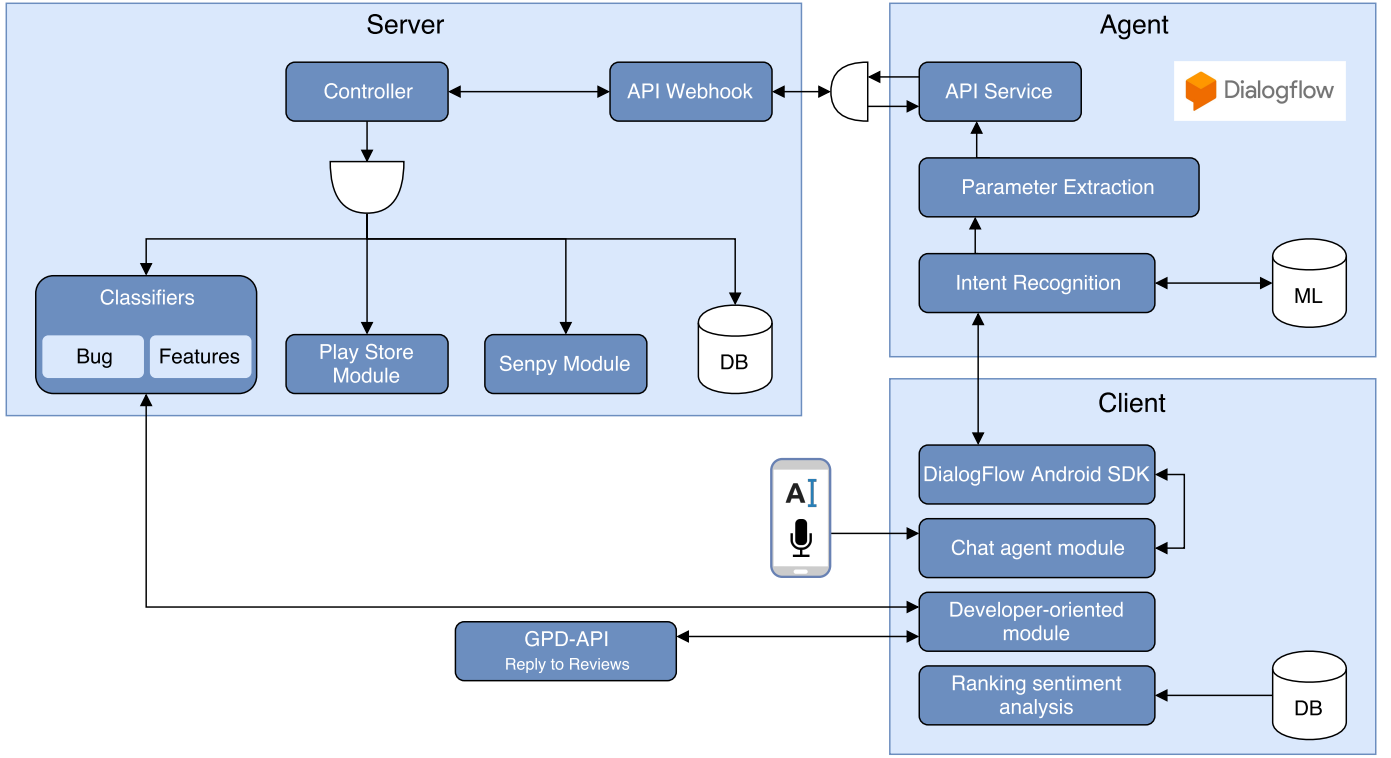 Server
Controller
API Webhook
Classifiers
Bug
Features
Play Store
Module
Senpy Module
DB
Agent
API Service
Dialogflow
Parameter Extraction
Intent Recognition
ML
Client
DialogFlow Android SDK
A
Chat agent module
Developer-oriented
module
GPD-API
Reply to Reviews
Ranking sentiment
analysis
DB